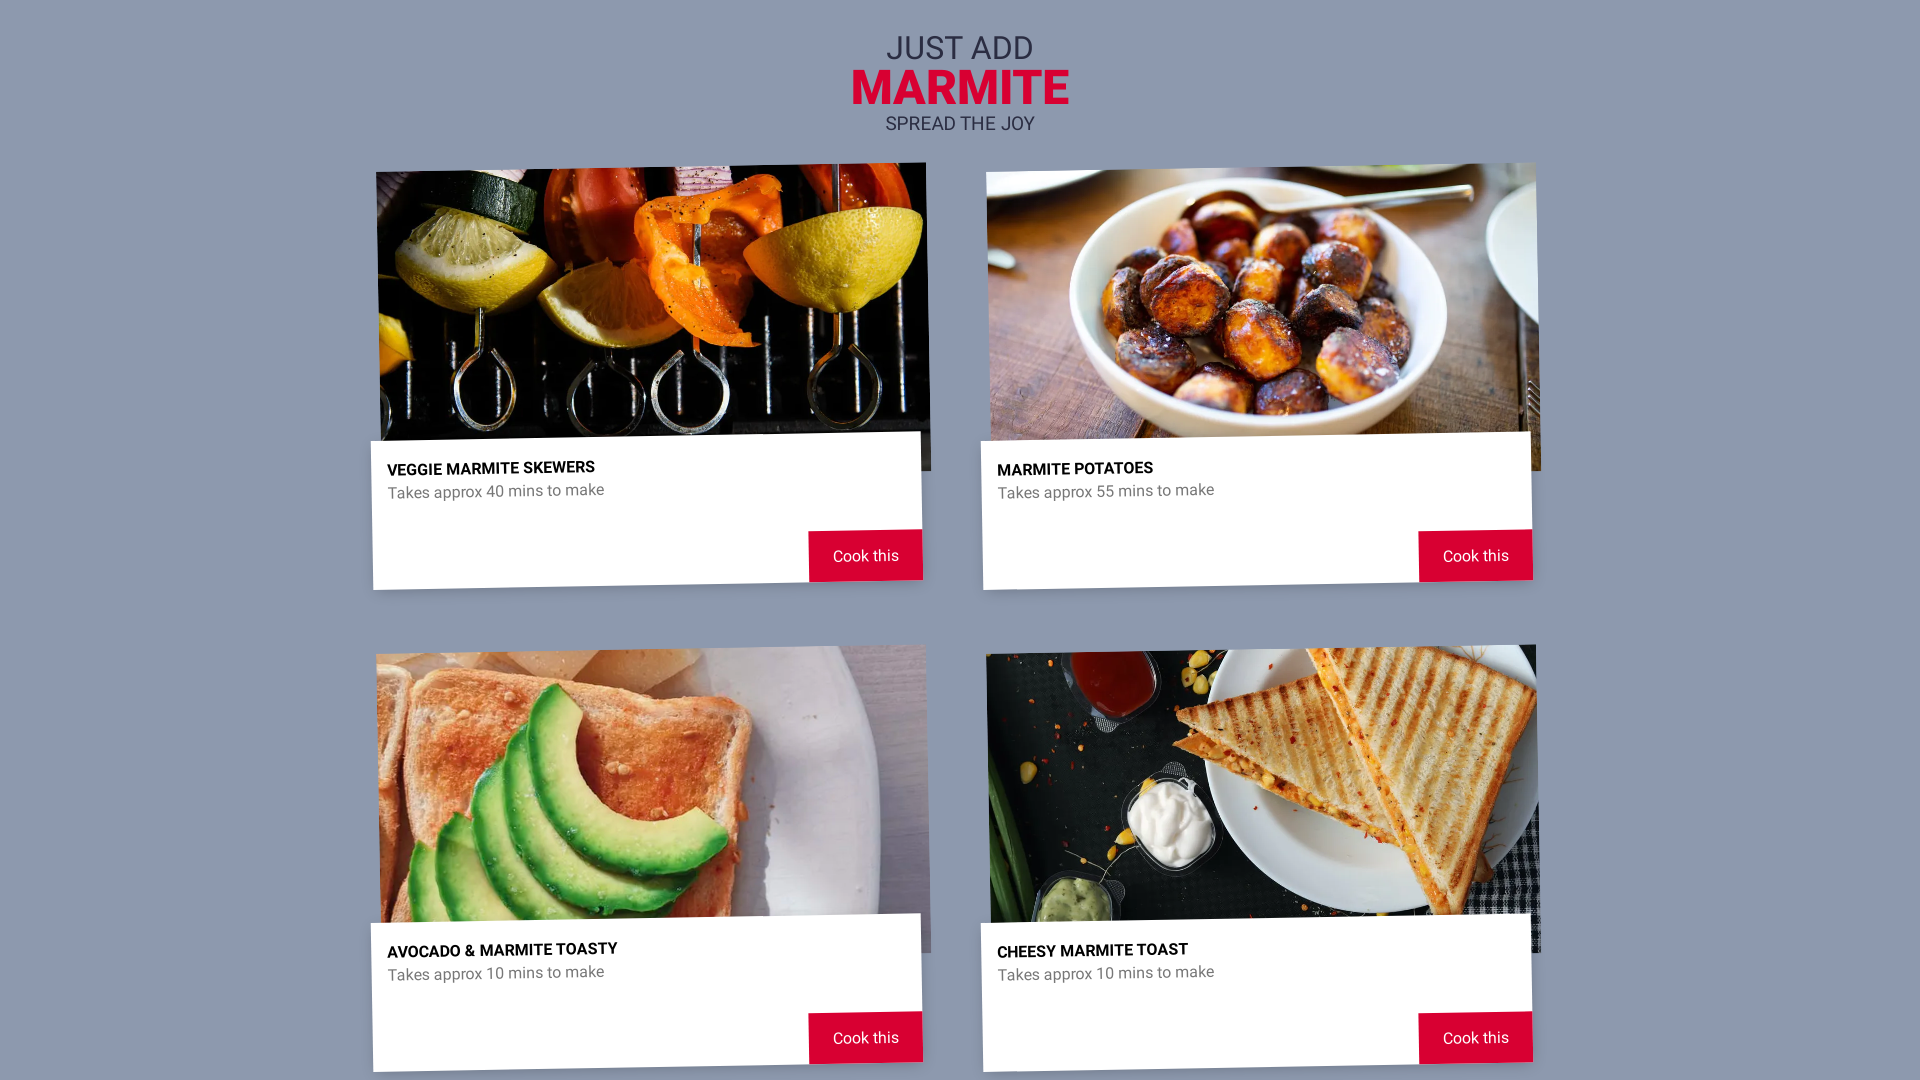 JUST ADD
MARMITE
SPREAD THE JOY
VEGGIE MARMITE SKEWERS
Takes approx 40 mins to make
Cook this
MARMITE POTATOES
Takes approx 55 mins to make
Cook this
AVOCADO & MARMITE TOASTY
Takes approx 10 mins to make
Cook this
CHEESY MARMITE TOAST
Takes approx 10 mins to make
Cook this